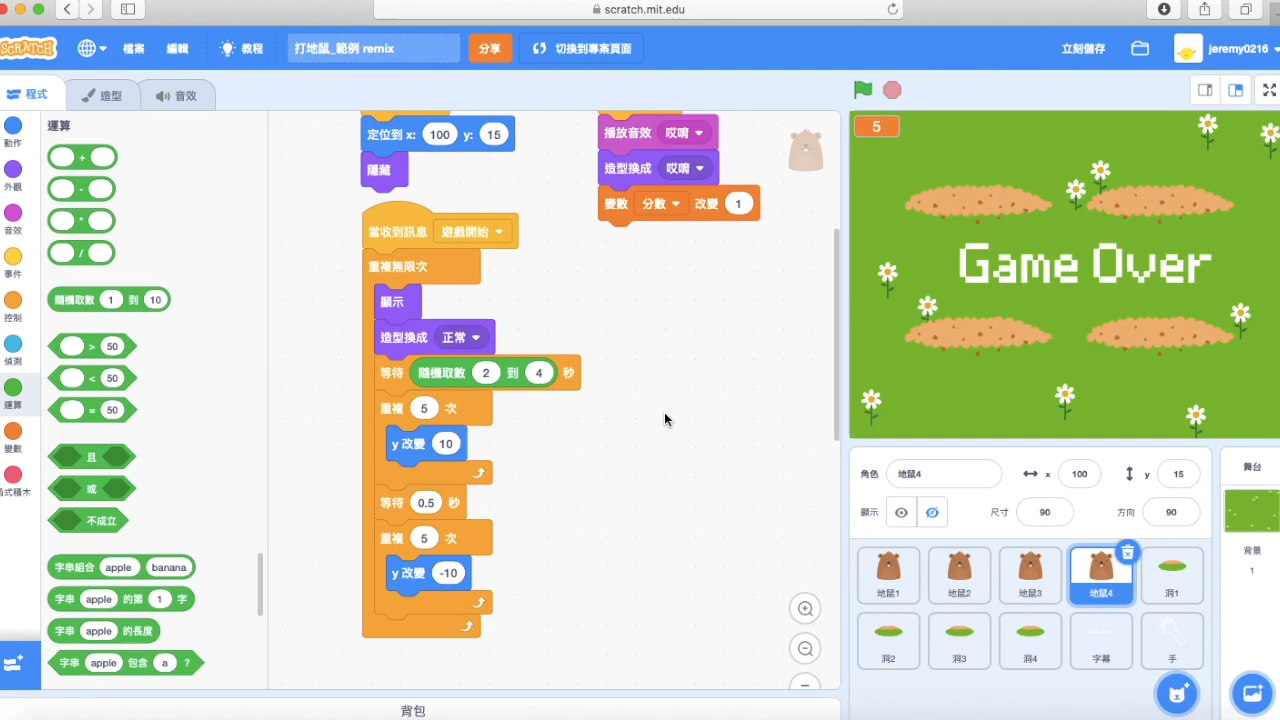 scratch.mit.edu
SCRATCH
檔案
編輯
教程
打地鼠_範例 remix
分享
切換到專案頁面
立刻儲存
jeremy0216
程式
造型
音效
動作
外觀
音效
事件
控制
偵測
運算
變數
函式積木
運算
+
-
*
/
隨機取數 1 到 10
> 50
< 50
= 50
且
或
不成立
字串組合 apple banana
字串 apple 的第 1 字
字串 apple 的長度
字串 apple 包含 a ?
定位到 x: 100 y: 15
隱藏
當收到訊息 遊戲開始
重複無限次
顯示
造型換成 正常
等待 隨機取數 2 到 4 秒
重複 5 次
y 改變 10
等待 0.5 秒
重複 5 次
y 改變 -10
播放音效 哎唷
造型換成 哎唷
變數 分數 改變 1
5
Game Over
角色 地鼠4 x 100 y 15
顯示 尺寸 90 方向 90
地鼠1
地鼠2
地鼠3
地鼠4
洞1
洞2
洞3
洞4
字幕
手
舞台
背景
1
背包